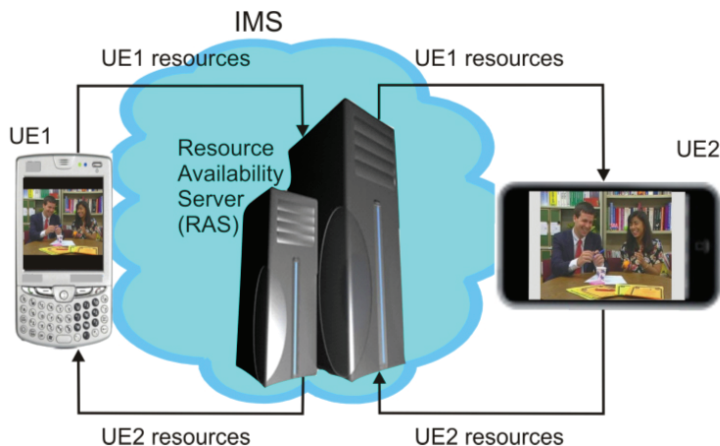 IMS
UE1 resources
UE1 resources
UE1
UE2
Resource
Availability
Server
(RAS)
UE2 resources
UE2 resources